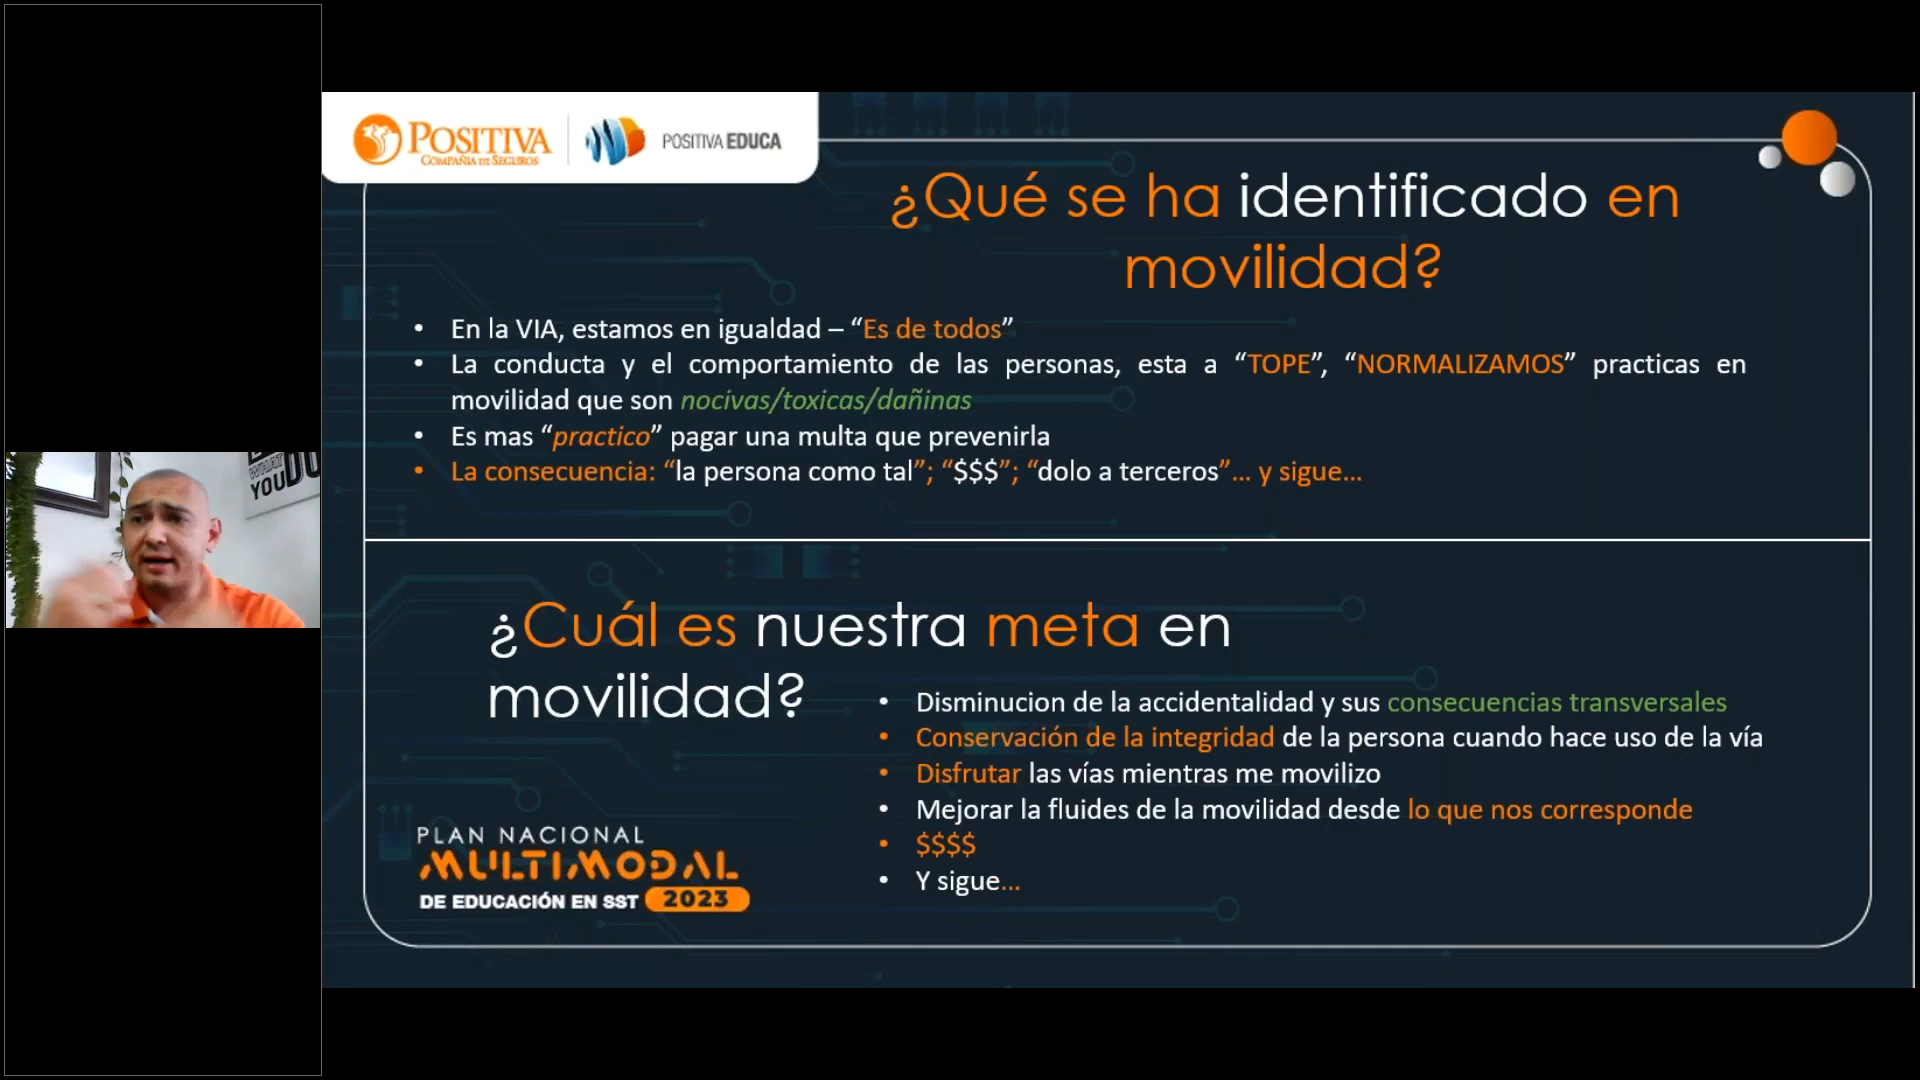 POSITIVA
COMPAÑIA DE SEGUROS
POSITIVA EDUCA
¿Qué se ha identificado en
movilidad?
• En la VIA, estamos en igualdad – “Es de todos”
• La conducta y el comportamiento de las personas, esta a “TOPE”, “NORMALIZAMOS” practicas en
movilidad que son nocivas/toxicas/dañinas
• Es mas “practico” pagar una multa que prevenirla
• La consecuencia: “la persona como tal”; “$$$”; “dolo a terceros”... y sigue...
WHAT
YOU DO
¿Cuál es nuestra meta en
movilidad?
• Disminucion de la accidentalidad y sus consecuencias transversales
• Conservación de la integridad de la persona cuando hace uso de la vía
• Disfrutar las vías mientras me movilizo
• Mejorar la fluides de la movilidad desde lo que nos corresponde
• $$$$
• Y sigue...
PLAN NACIONAL
MULTIMODAL
DE EDUCACIÓN EN SST 2023